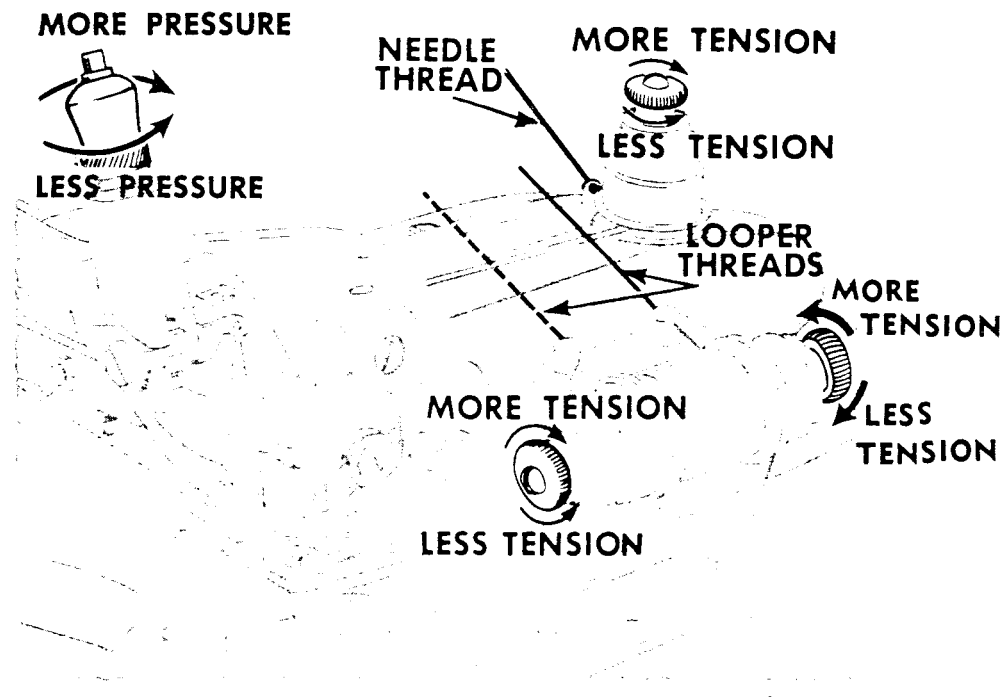 MORE PRESSURE
LESS PRESSURE
NEEDLE
THREAD
MORE TENSION
LESS TENSION
LOOPER
THREADS
MORE
TENSION
LESS
TENSION
MORE TENSION
LESS TENSION